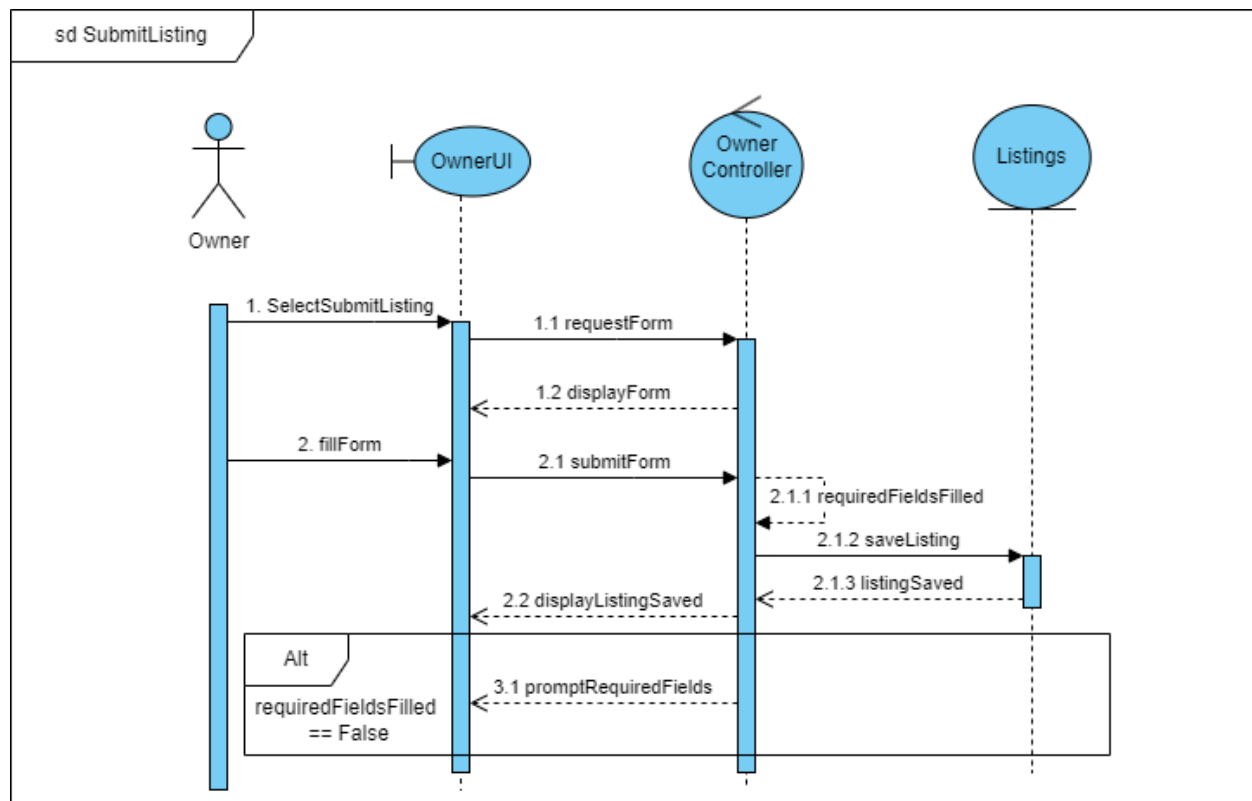 sd SubmitListing
Owner
OwnerUI
Owner
Controller
Listings
1. SelectSubmitListing
1.1 requestForm
1.2 displayForm
2. fillForm
2.1 submitForm
2.1.1 requiredFieldsFilled
2.1.2 saveListing
2.1.3 listingSaved
2.2 displayListingSaved
Alt
requiredFieldsFilled
== False
3.1 promptRequiredFields